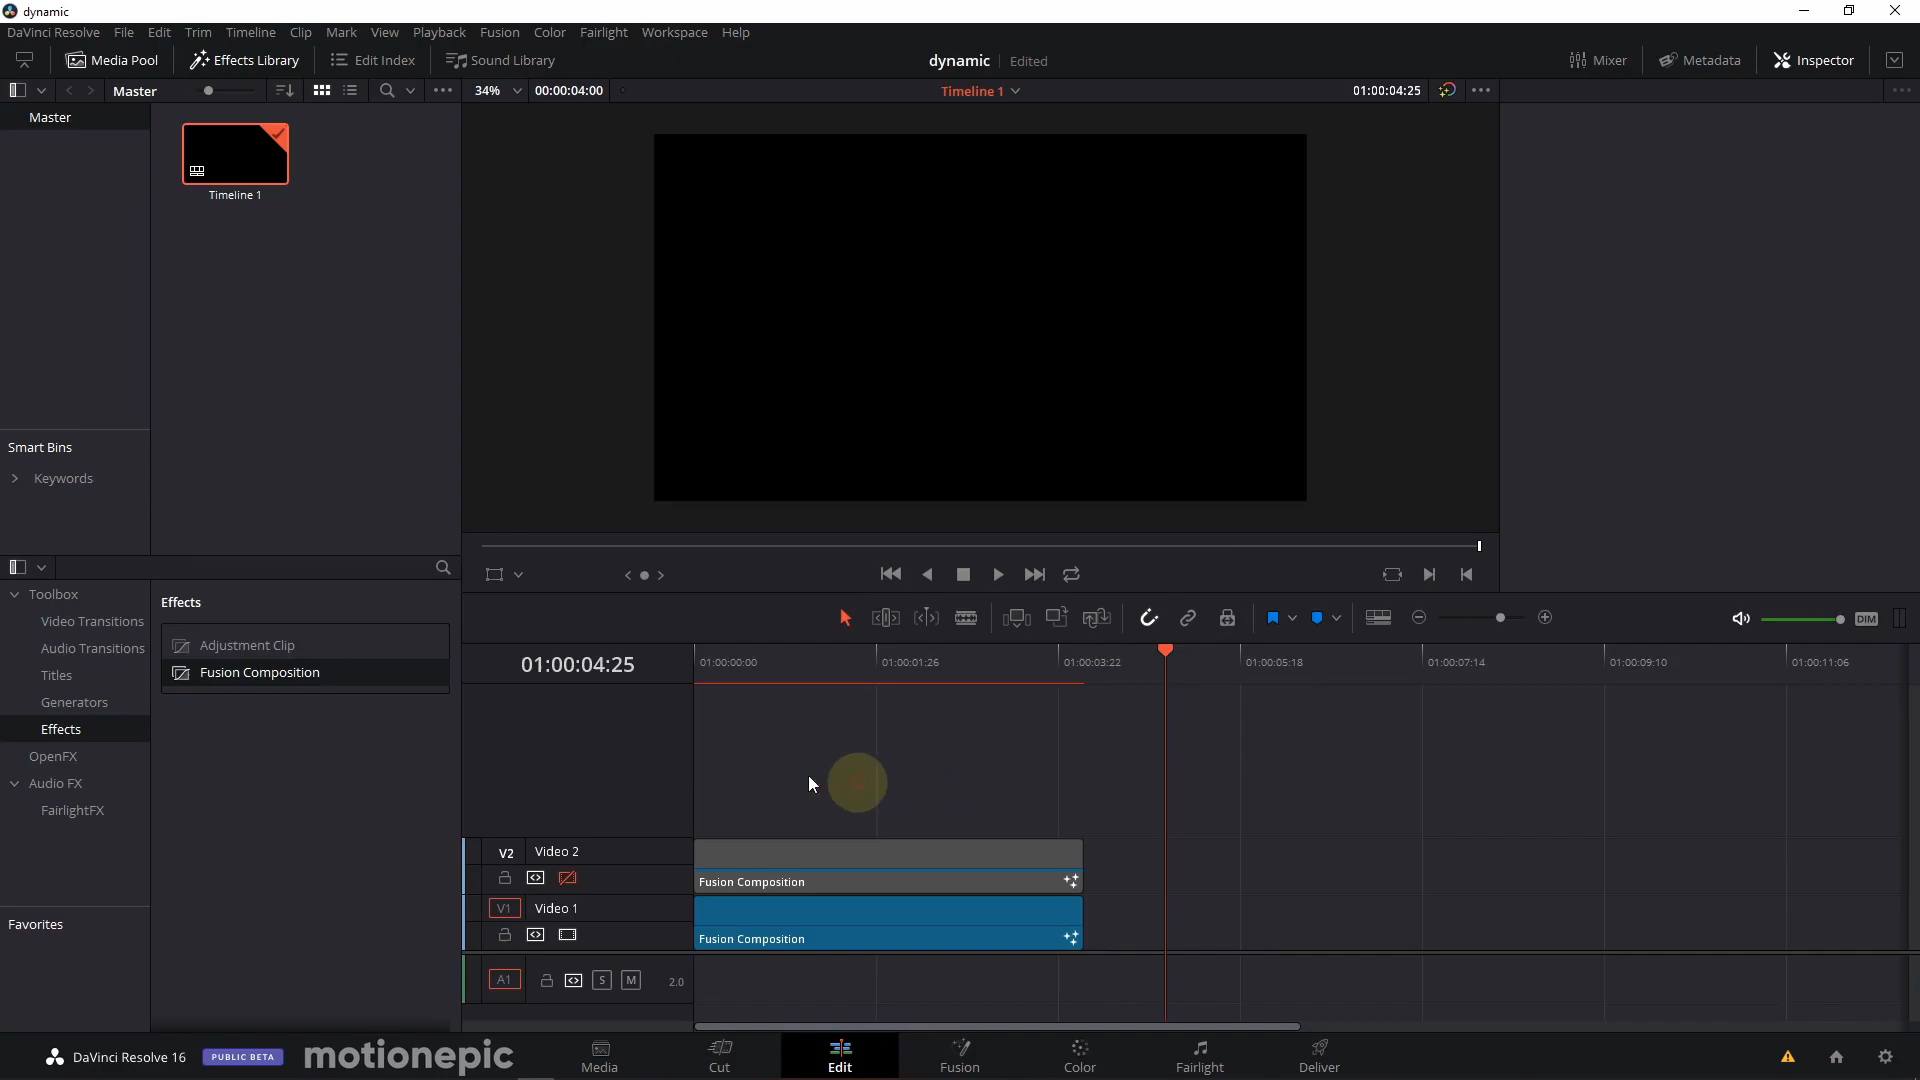 dynamic
DaVinci Resolve File Edit Trim Timeline Clip Mark View Playback Fusion Color Fairlight Workspace Help
Media Pool Effects Library Edit Index Sound Library dynamic Edited Mixer Metadata Inspector
Master 34% 00:00:04:00 Timeline 1 01:00:04:25
Master
Timeline 1
Smart Bins
Keywords
Toolbox
Video Transitions
Audio Transitions
Titles
Generators
Effects
OpenFX
Audio FX
FairlightFX
Favorites
Effects
Adjustment Clip
Fusion Composition
DIM
01:00:04:25 01:00:00:00 01:00:01:26 01:00:03:22 01:00:05:18 01:00:07:14 01:00:09:10 01:00:11:06
V2 Video 2
Fusion Composition
V1 Video 1
Fusion Composition
A1 S M 2.0
DaVinci Resolve 16 PUBLIC BETA motionepic Media Cut Edit Fusion Color Fairlight Deliver